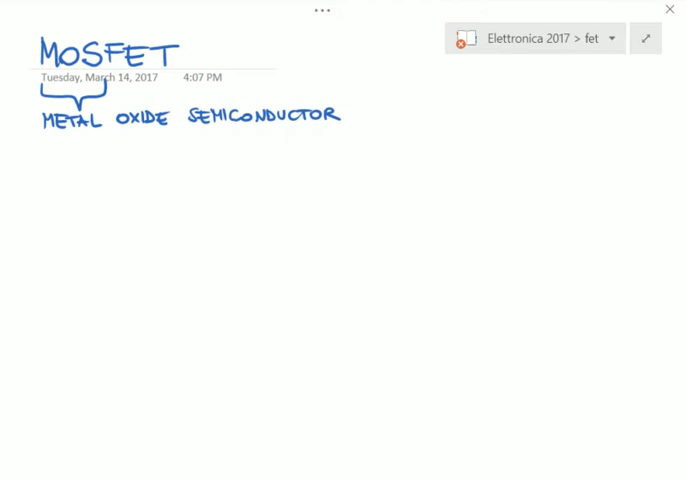 Elettronica 2017 > fet
MOSFET
Tuesday, March 14, 2017 4:07 PM
METAL OXIDE SEMICONDUCTOR